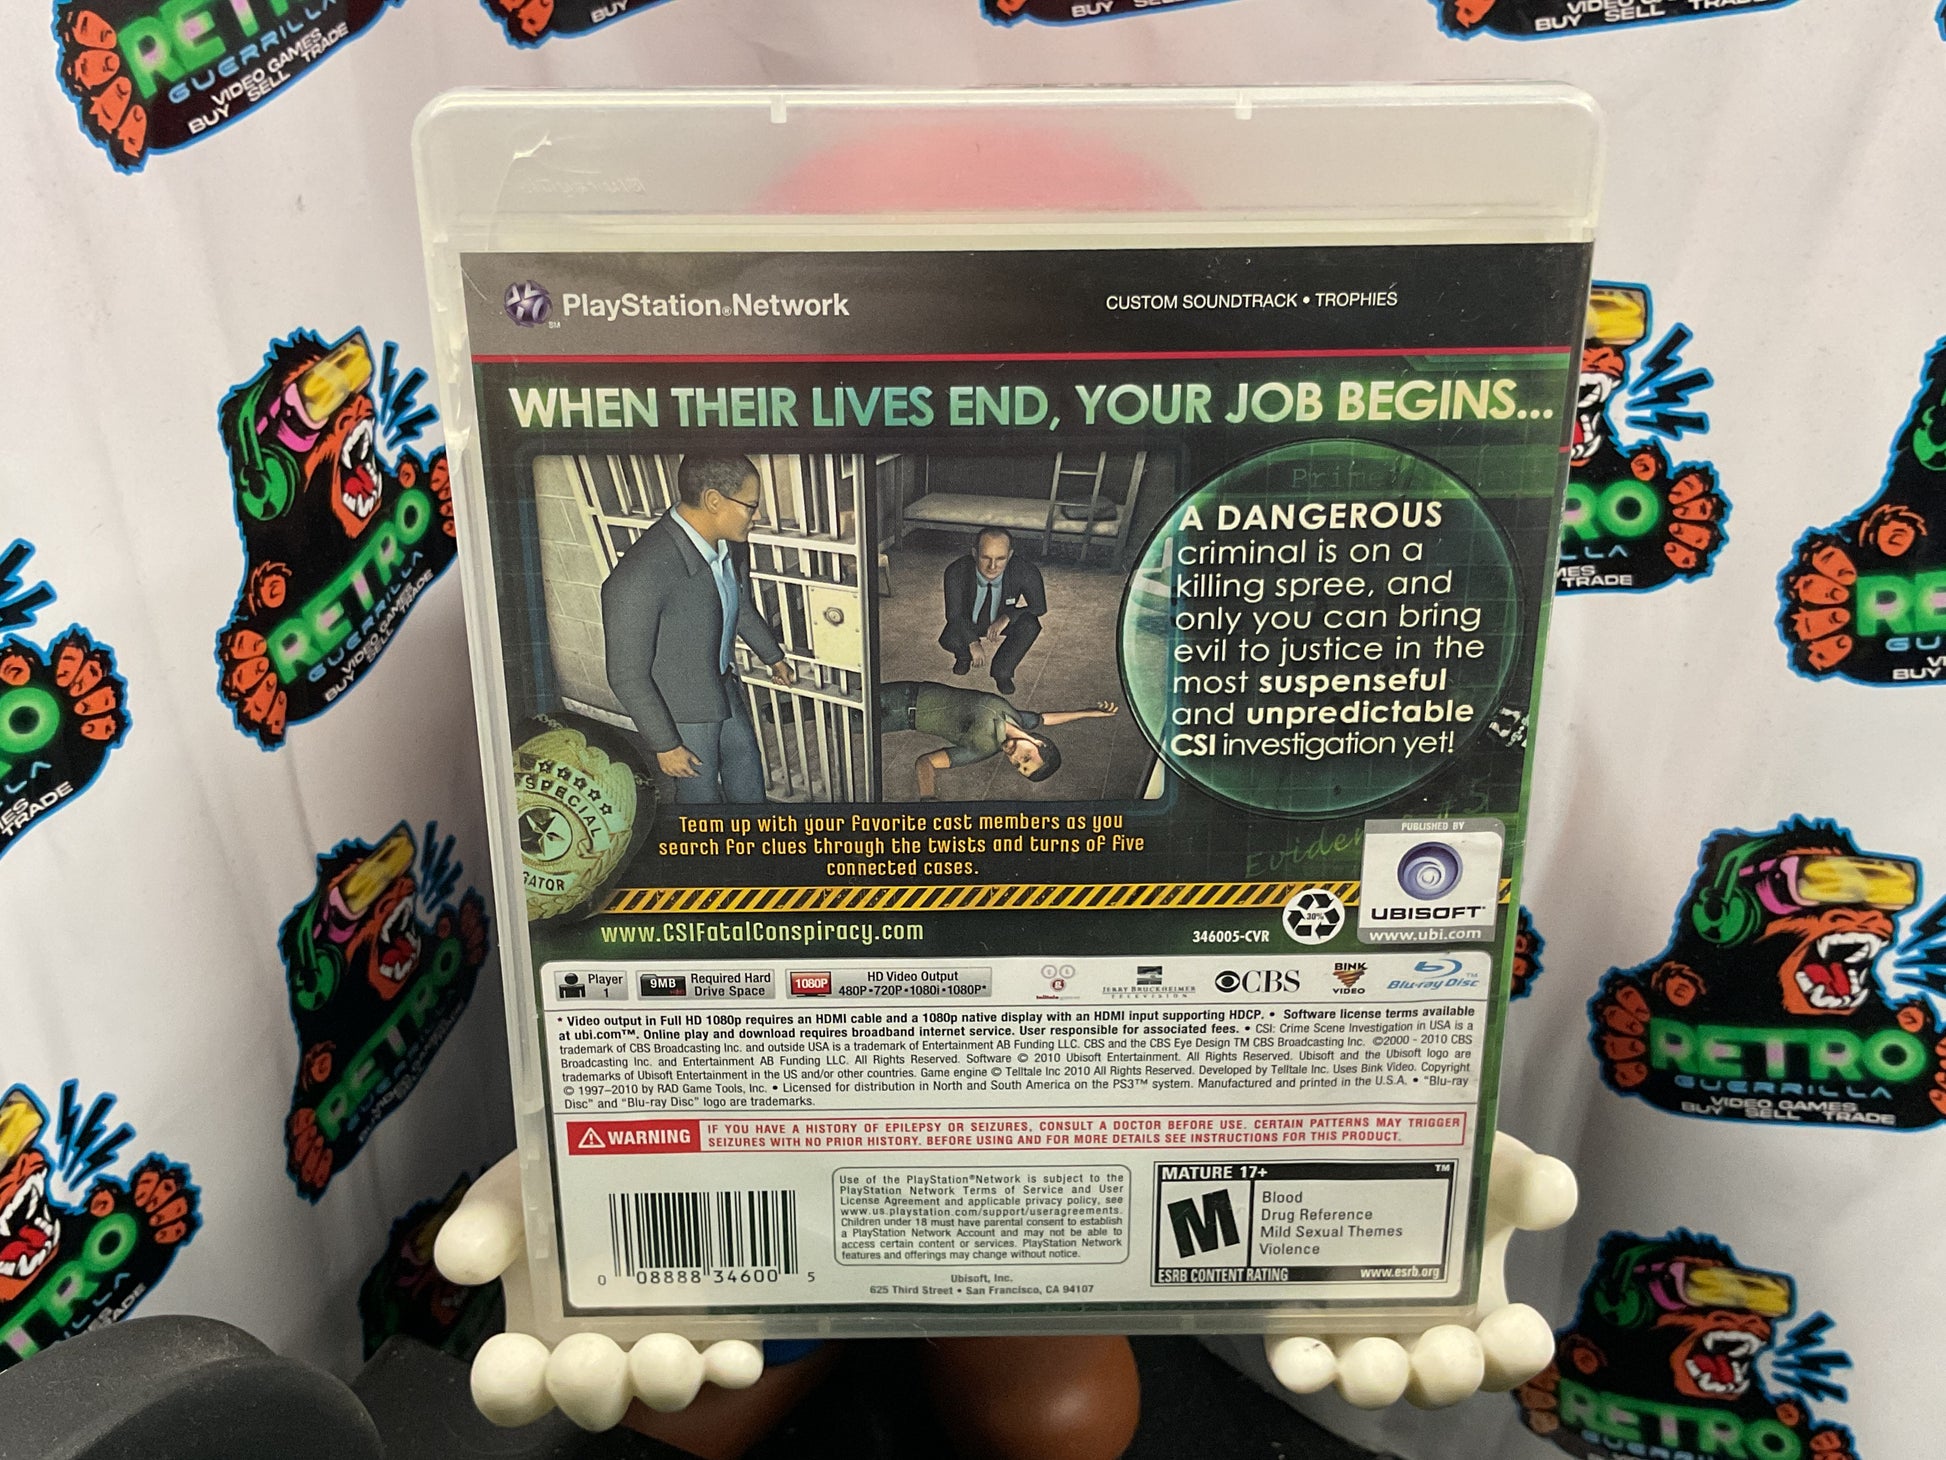 RETRO
GUERRILLA
VIDEO GAMES
BUY SELL TRADE
PlayStation®Network
SM
CUSTOM SOUNDTRACK • TROPHIES
WHEN THEIR LIVES END, YOUR JOB BEGINS...
Prime
A DANGEROUS
criminal is on a
killing spree, and
only you can bring
evil to justice in the
most suspenseful
and unpredictable
CSI investigation yet!
SPECIAL
Team up with your favorite cast members as you
search for clues through the twists and turns of five
connected cases.
www.CSIFatalConspiracy.com
346005-CVR
30%
PUBLISHED BY
UBISOFT
www.ubi.com
Player
1
9MB
Required Hard
Drive Space
1080P
HD Video Output
480P•720P•1080i•1080P*
JERRY BRUCKHEIMER
TELEVISION
CBS
BINK
VIDEO
Blu-ray Disc™
* Video output in Full HD 1080p requires an HDMI cable and a 1080p native display with an HDMI input supporting HDCP. • Software license terms available
at ubi.com™. Online play and download requires broadband internet service. User responsible for associated fees. • CSI: Crime Scene Investigation in USA is a
trademark of CBS Broadcasting Inc. and outside USA is a trademark of Entertainment AB Funding LLC. CBS and the CBS Eye Design TM CBS Broadcasting Inc. ©2000 - 2010 CBS
Broadcasting Inc. and Entertainment AB Funding LLC. All Rights Reserved. Software © 2010 Ubisoft Entertainment. All Rights Reserved. Ubisoft and the Ubisoft logo are
trademarks of Ubisoft Entertainment in the US and/or other countries. Game engine © Telltale Inc 2010 All Rights Reserved. Developed by Telltale Inc. Uses Bink Video. Copyright
© 1997–2010 by RAD Game Tools, Inc. • Licensed for distribution in North and South America on the PS3™ system. Manufactured and printed in the U.S.A. • "Blu-ray
Disc" and "Blu-ray Disc" logo are trademarks.
WARNING
IF YOU HAVE A HISTORY OF EPILEPSY OR SEIZURES, CONSULT A DOCTOR BEFORE USE. CERTAIN PATTERNS MAY TRIGGER
SEIZURES WITH NO PRIOR HISTORY. BEFORE USING AND FOR MORE DETAILS SEE INSTRUCTIONS FOR THIS PRODUCT.
0 08888 34600 5
Use of the PlayStation®Network is subject to the
PlayStation Network Terms of Service and User
License Agreement and applicable privacy policy, see
www.us.playstation.com/support/useragreements.
Children under 18 must have parental consent to establish
a PlayStation Network Account and may not be able to
access certain content or services. PlayStation Network
features and offerings may change without notice.
Ubisoft, Inc.
625 Third Street • San Francisco, CA 94107
MATURE 17+
TM
M
Blood
Drug Reference
Mild Sexual Themes
Violence
ESRB CONTENT RATING
www.esrb.org